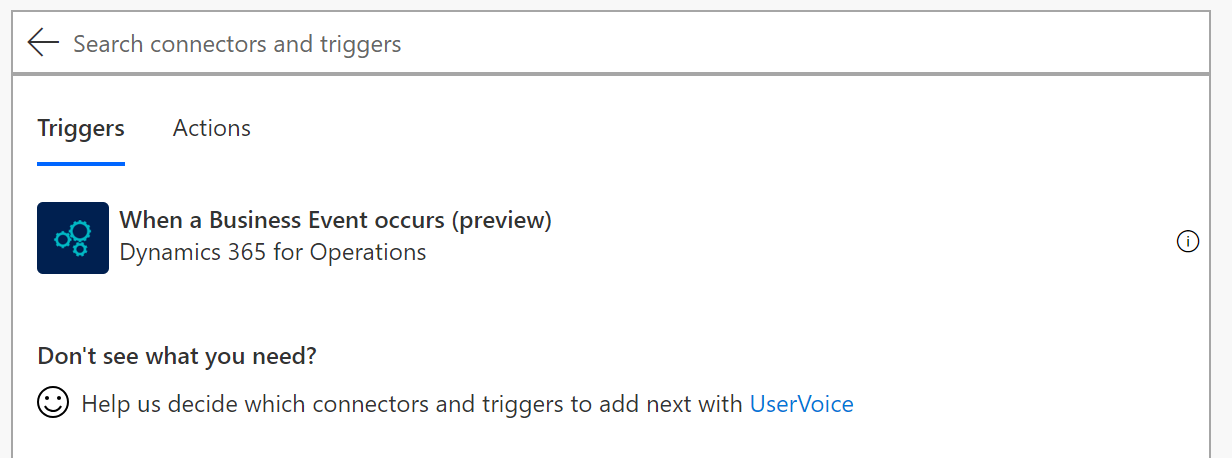 Search connectors and triggers
Triggers Actions
When a Business Event occurs (preview)
Dynamics 365 for Operations
Don't see what you need?
Help us decide which connectors and triggers to add next with UserVoice